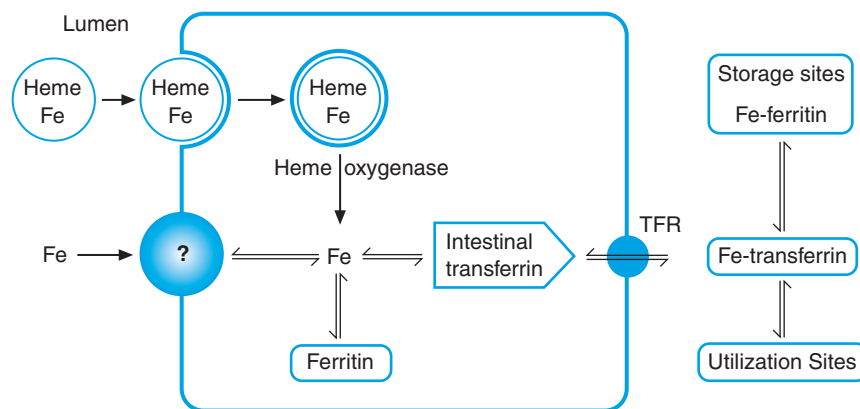 Lumen
Heme
Fe
Heme
Fe
Heme
Fe
Storage sites
Fe-ferritin
Heme oxygenase
Fe
?
Fe
Intestinal
transferrin
TFR
Fe-transferrin
Ferritin
Utilization Sites